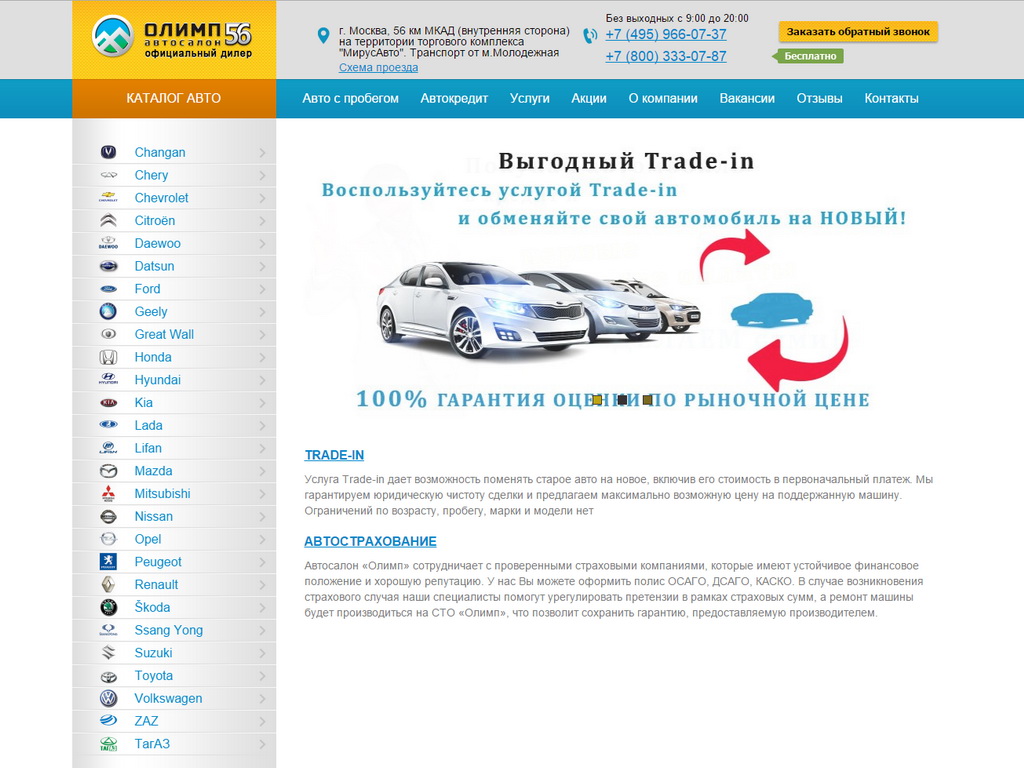 ОЛИМП 56
автосалон
официальный дилер
г. Москва, 56 км МКАД (внутренняя сторона)
на территории торгового комплекса
"МирусАвто". Транспорт от м.Молодежная
Схема проезда
Без выходных с 9:00 до 20:00
+7 (495) 966-07-37
+7 (800) 333-07-87
Заказать обратный звонок
Бесплатно
КАТАЛОГ АВТО
Авто с пробегом
Автокредит
Услуги
Акции
О компании
Вакансии
Отзывы
Контакты
Changan
Chery
Chevrolet
Citroën
Daewoo
Datsun
Ford
Geely
Great Wall
Honda
Hyundai
Kia
Lada
Lifan
Mazda
Mitsubishi
Nissan
Opel
Peugeot
Renault
Škoda
Ssang Yong
Suzuki
Toyota
Volkswagen
ZAZ
ТагАЗ
Выгодный Trade-in
Воспользуйтесь услугой Trade-in
и обменяйте свой автомобиль на НОВЫЙ!
100% ГАРАНТИЯ ОЦЕНКИ ПО РЫНОЧНОЙ ЦЕНЕ
TRADE-IN
Услуга Trade-in дает возможность поменять старое авто на новое, включив его стоимость в первоначальный платеж. Мы
гарантируем юридическую чистоту сделки и предлагаем максимально возможную цену на поддержанную машину.
Ограничений по возрасту, пробегу, марки и модели нет
АВТОСТРАХОВАНИЕ
Автосалон «Олимп» сотрудничает с проверенными страховыми компаниями, которые имеют устойчивое финансовое
положение и хорошую репутацию. У нас Вы можете оформить полис ОСАГО, ДСАГО, КАСКО. В случае возникновения
страхового случая наши специалисты помогут урегулировать претензии в рамках страховых сумм, а ремонт машины
будет производиться на СТО «Олимп», что позволит сохранить гарантию, предоставляемую производителем.